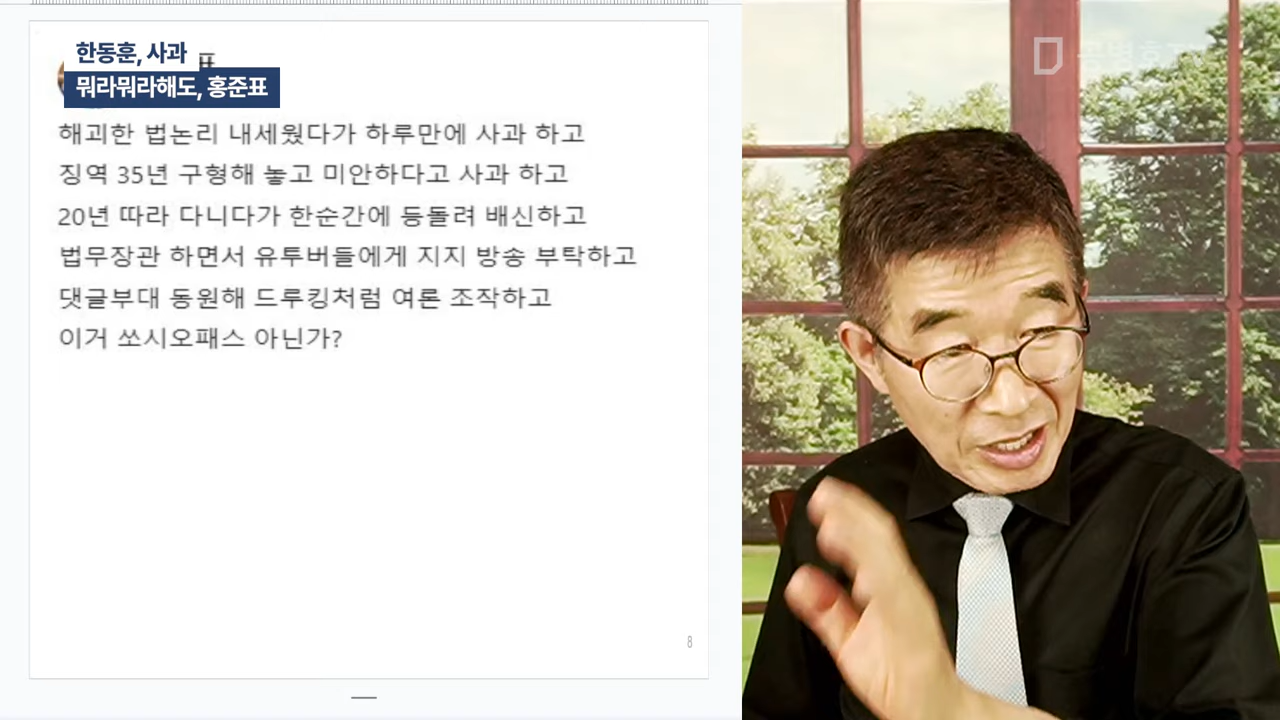 한동훈, 사과
뭐라뭐라해도, 홍준표
해괴한 법논리 내세웠다가 하루만에 사과 하고
징역 35년 구형해 놓고 미안하다고 사과 하고
20년 따라 다니다가 한순간에 등돌려 배신하고
법무장관 하면서 유투버들에게 지지 방송 부탁하고
댓글부대 동원해 드루킹처럼 여론 조작하고
이거 쏘시오패스 아닌가?
8